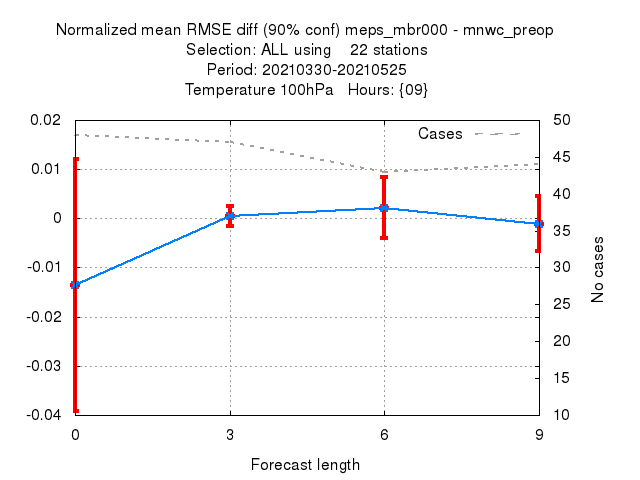 Normalized mean RMSE diff (90% conf) meps_mbr000 - mnwc_preop
Selection: ALL using    22 stations
Period: 20210330-20210525
Temperature 100hPa   Hours: {09}
0.02
0.01
0
-0.01
-0.02
-0.03
-0.04
Cases
50
45
40
35
30
25
20
15
10
No cases
0 3 6 9
Forecast length